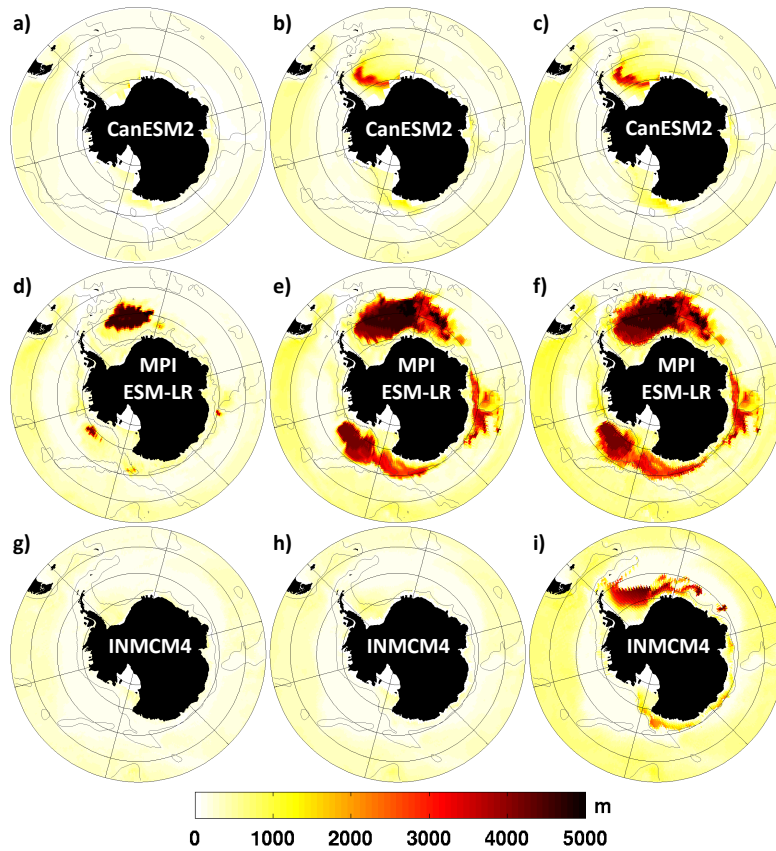 a) b) c)
CanESM2 CanESM2 CanESM2
d) e) f)
MPI MPI MPI
ESM-LR ESM-LR ESM-LR
g) h) i)
INMCM4 INMCM4 INMCM4
m
0 1000 2000 3000 4000 5000